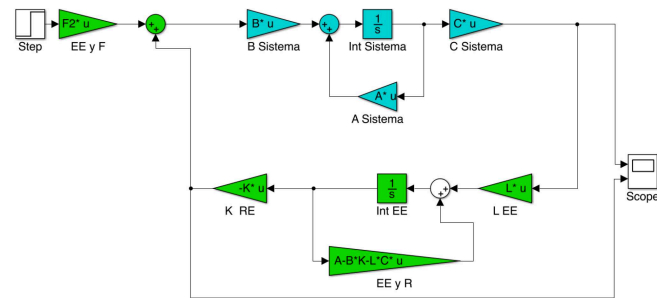 F2* u
B* u
1
s
C* u
Step
EE y F
B Sistema
Int Sistema
C Sistema
A* u
A Sistema
-K* u
1
s
L* u
K RE
Int EE
L EE
Scope
A-B*K-L*C* u
EE y R